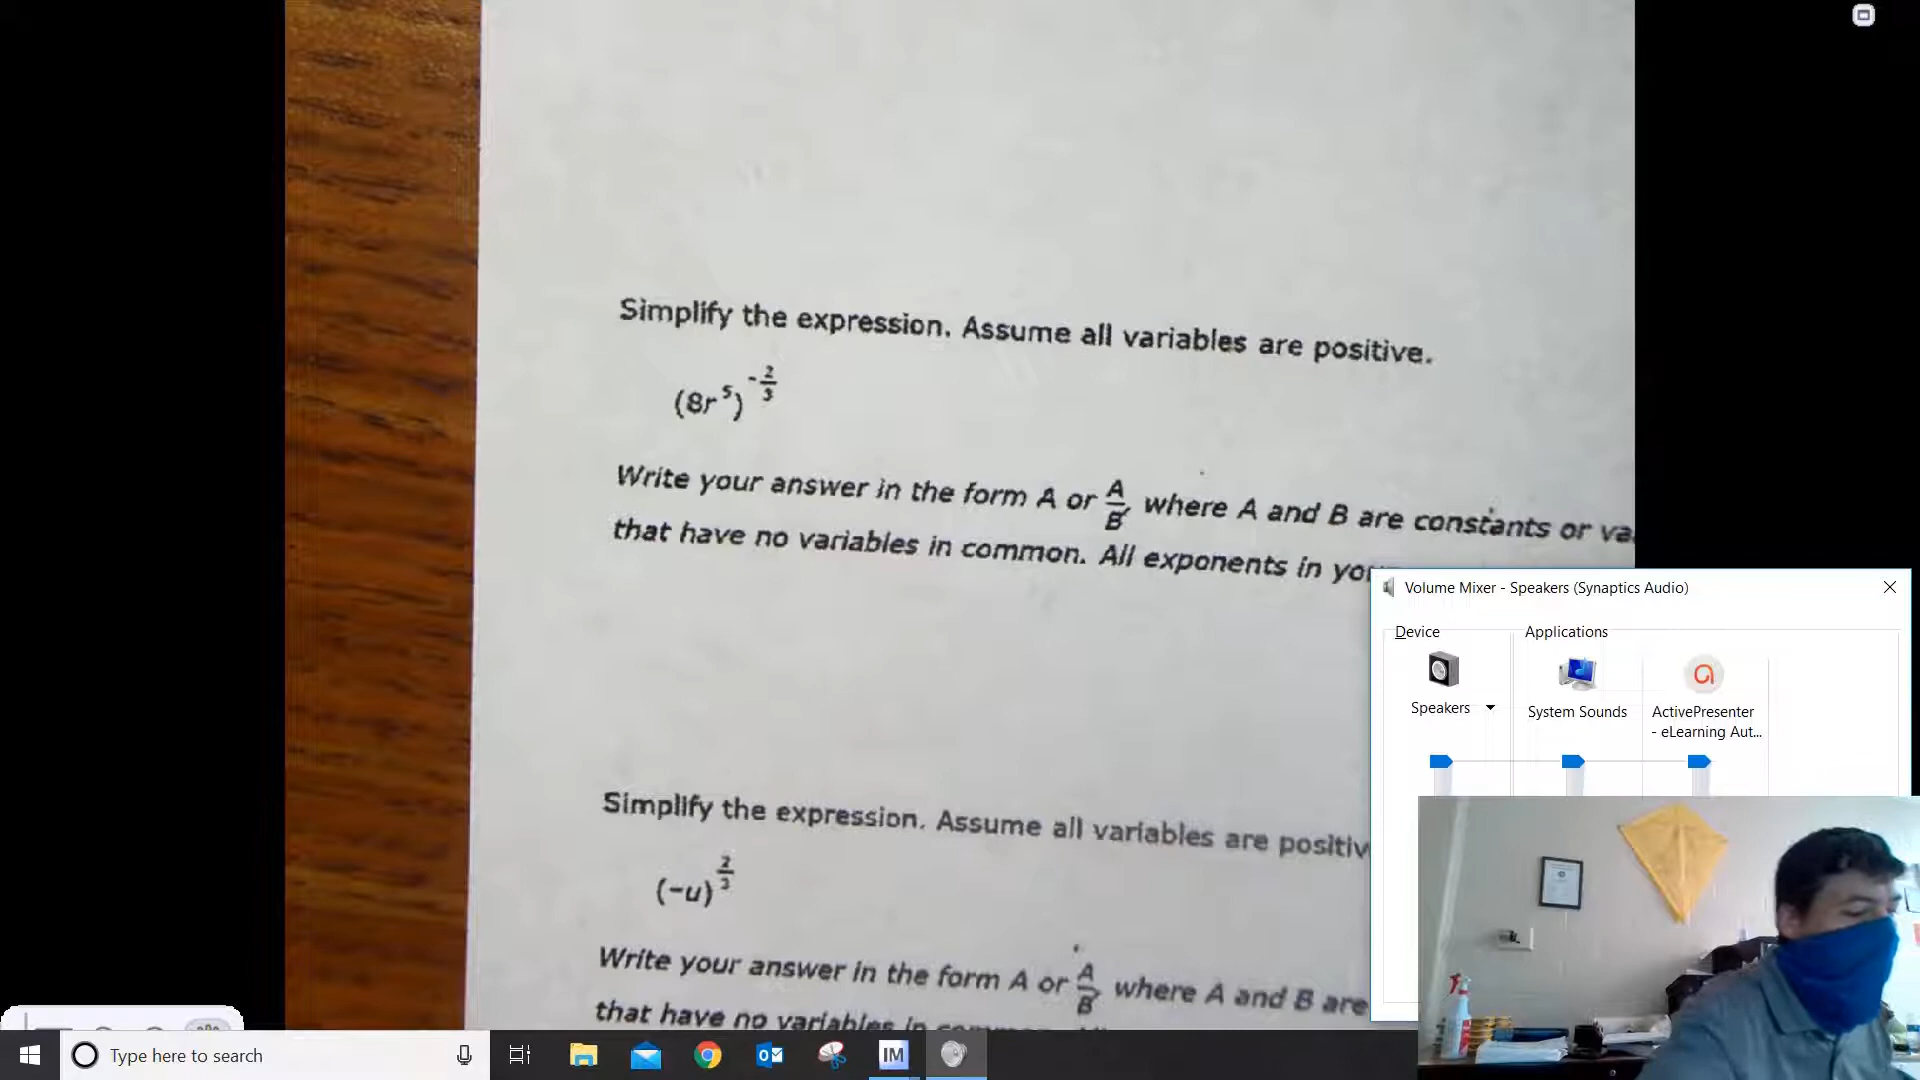 Simplify the expression. Assume all variables are positive.
(8r⁵)^(-2/3)
Write your answer in the form A or A/B, where A and B are constants or va
that have no variables in common. All exponents in you
Simplify the expression. Assume all variables are positiv
(-u)^(2/3)
Write your answer in the form A or A/B, where A and B are
that have no variables in
Volume Mixer - Speakers (Synaptics Audio)
Device
Applications
Speakers
System Sounds
ActivePresenter
- eLearning Aut...
Type here to search
IM